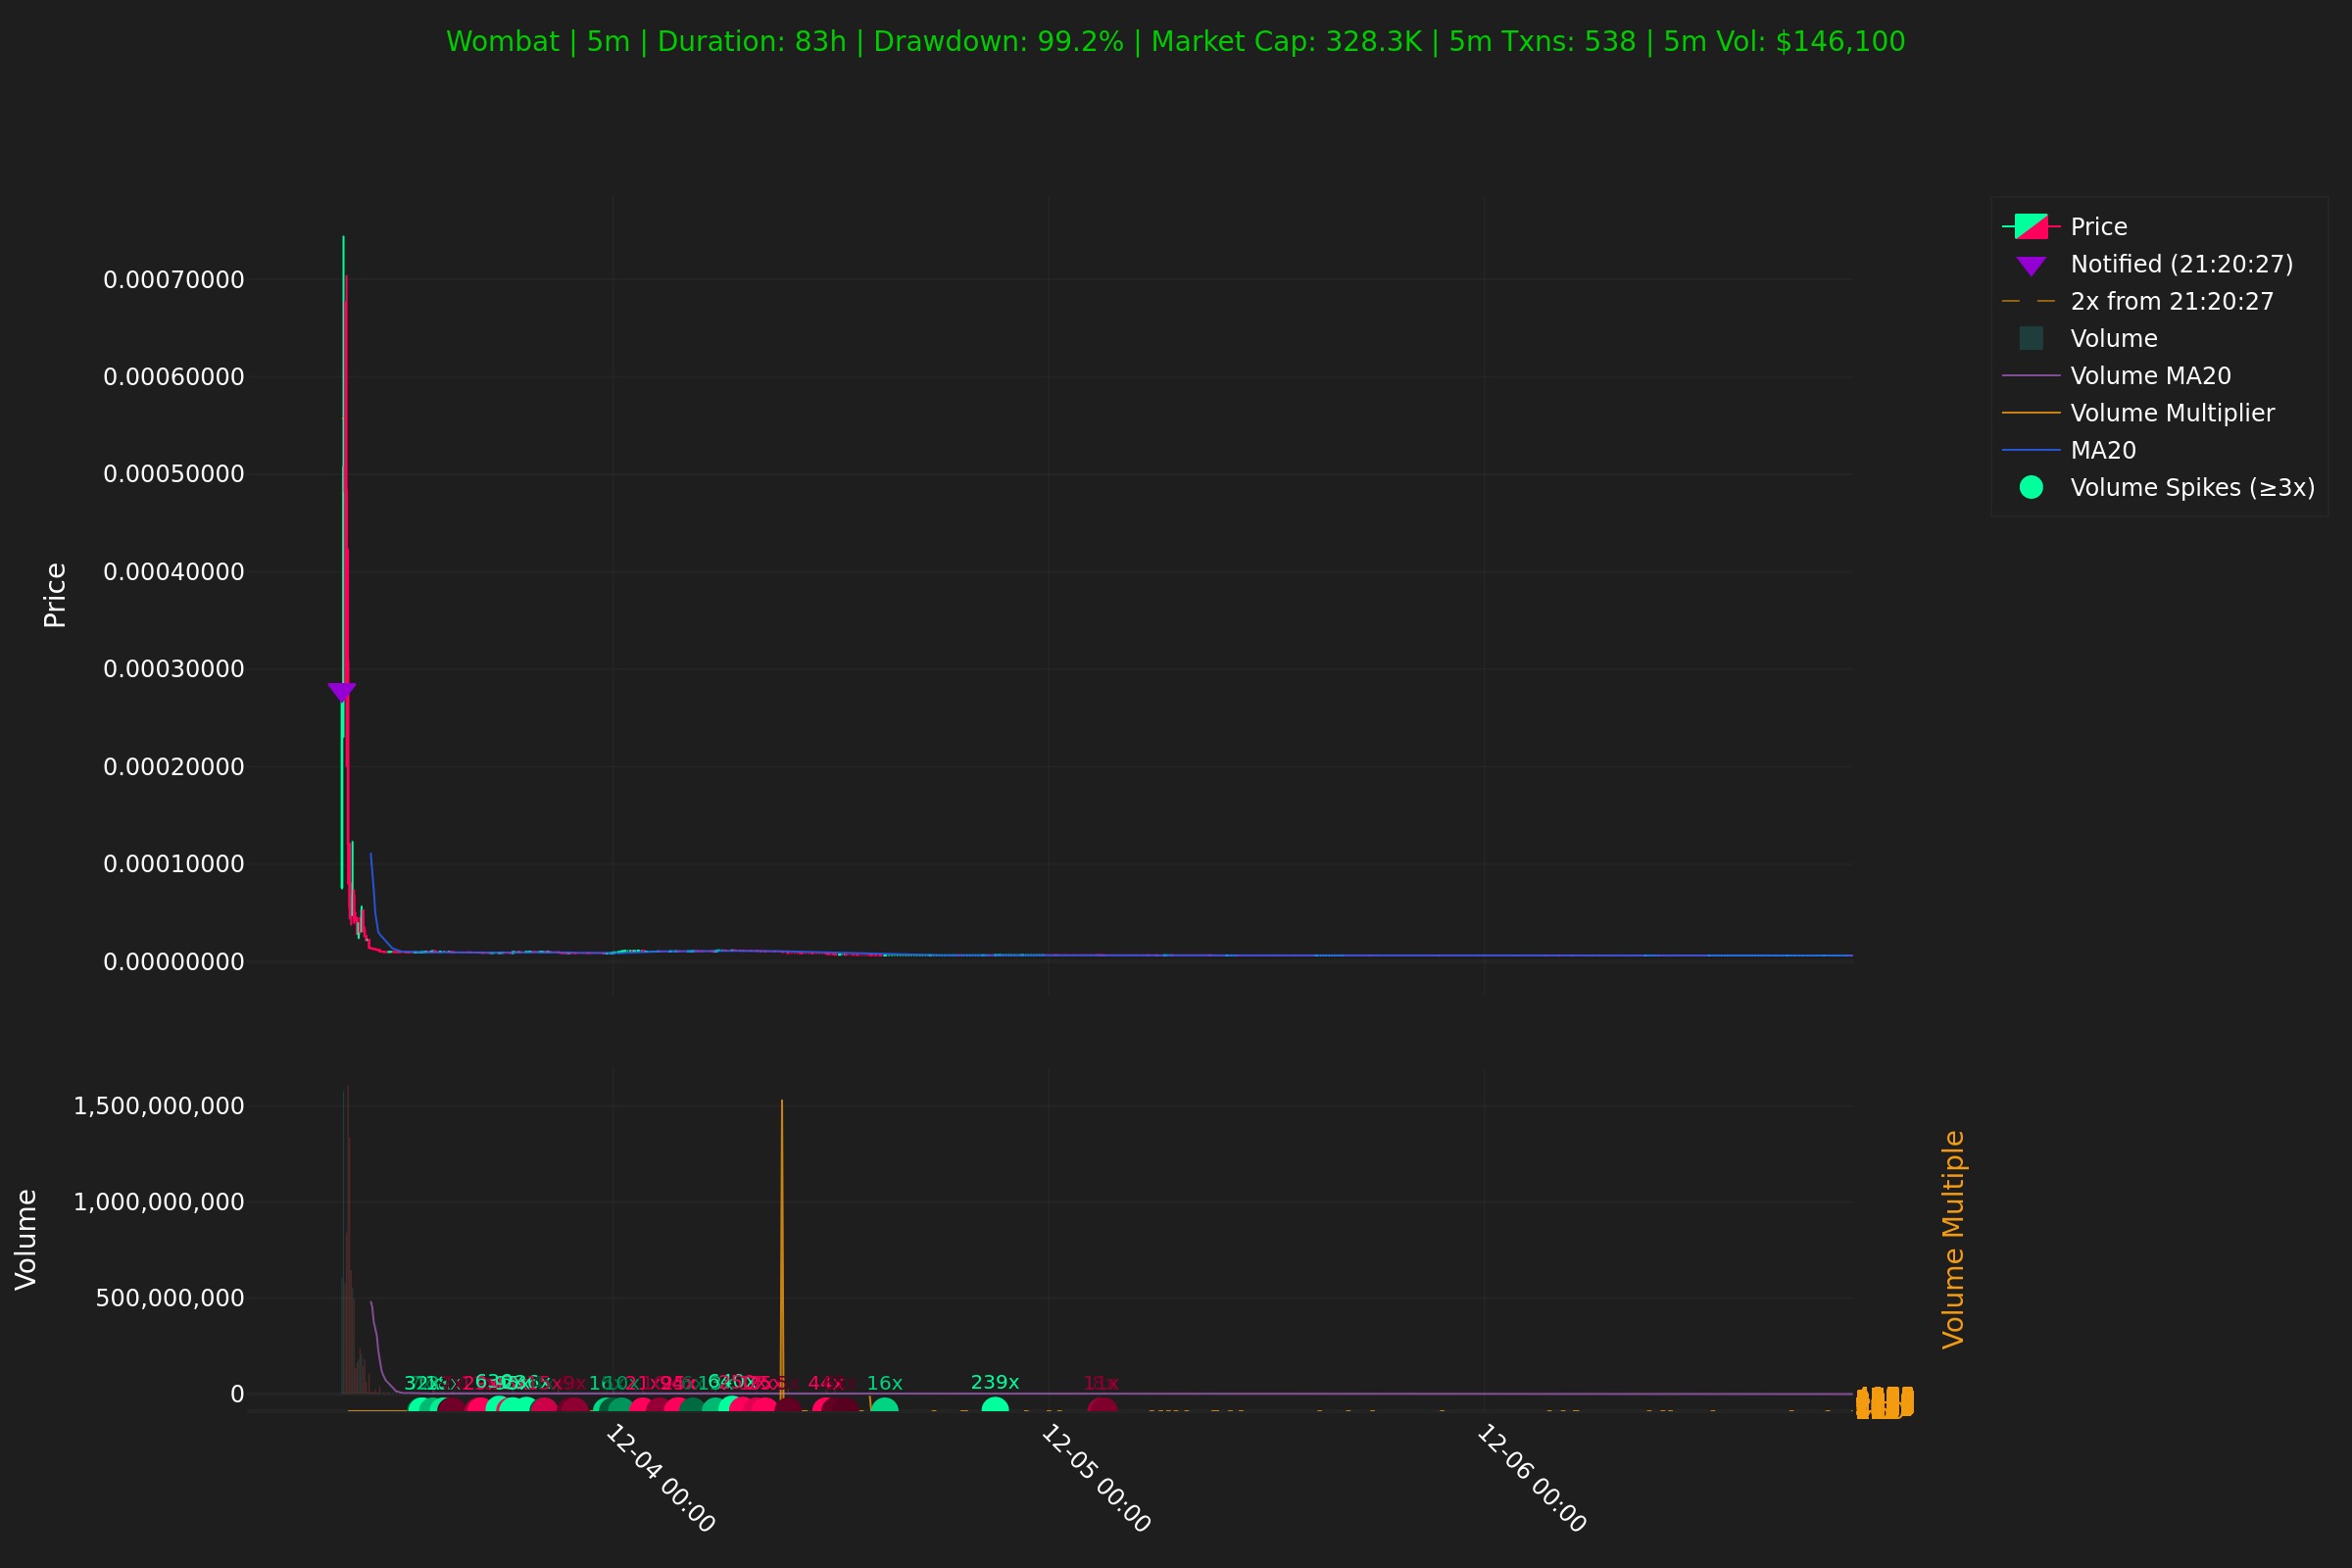 Wombat | 5m | Duration: 83h | Drawdown: 99.2% | Market Cap: 328.3K | 5m Txns: 538 | 5m Vol: $146,100
Price
Notified (21:20:27)
2x from 21:20:27
Volume
Volume MA20
Volume Multiplier
MA20
Volume Spikes (≥3x)
Price
0.00070000
0.00060000
0.00050000
0.00040000
0.00030000
0.00020000
0.00010000
0.00000000
Volume
1,500,000,000
1,000,000,000
500,000,000
0
Volume Multiple
640x
44x
16x
239x
12-04 00:00
12-05 00:00
12-06 00:00